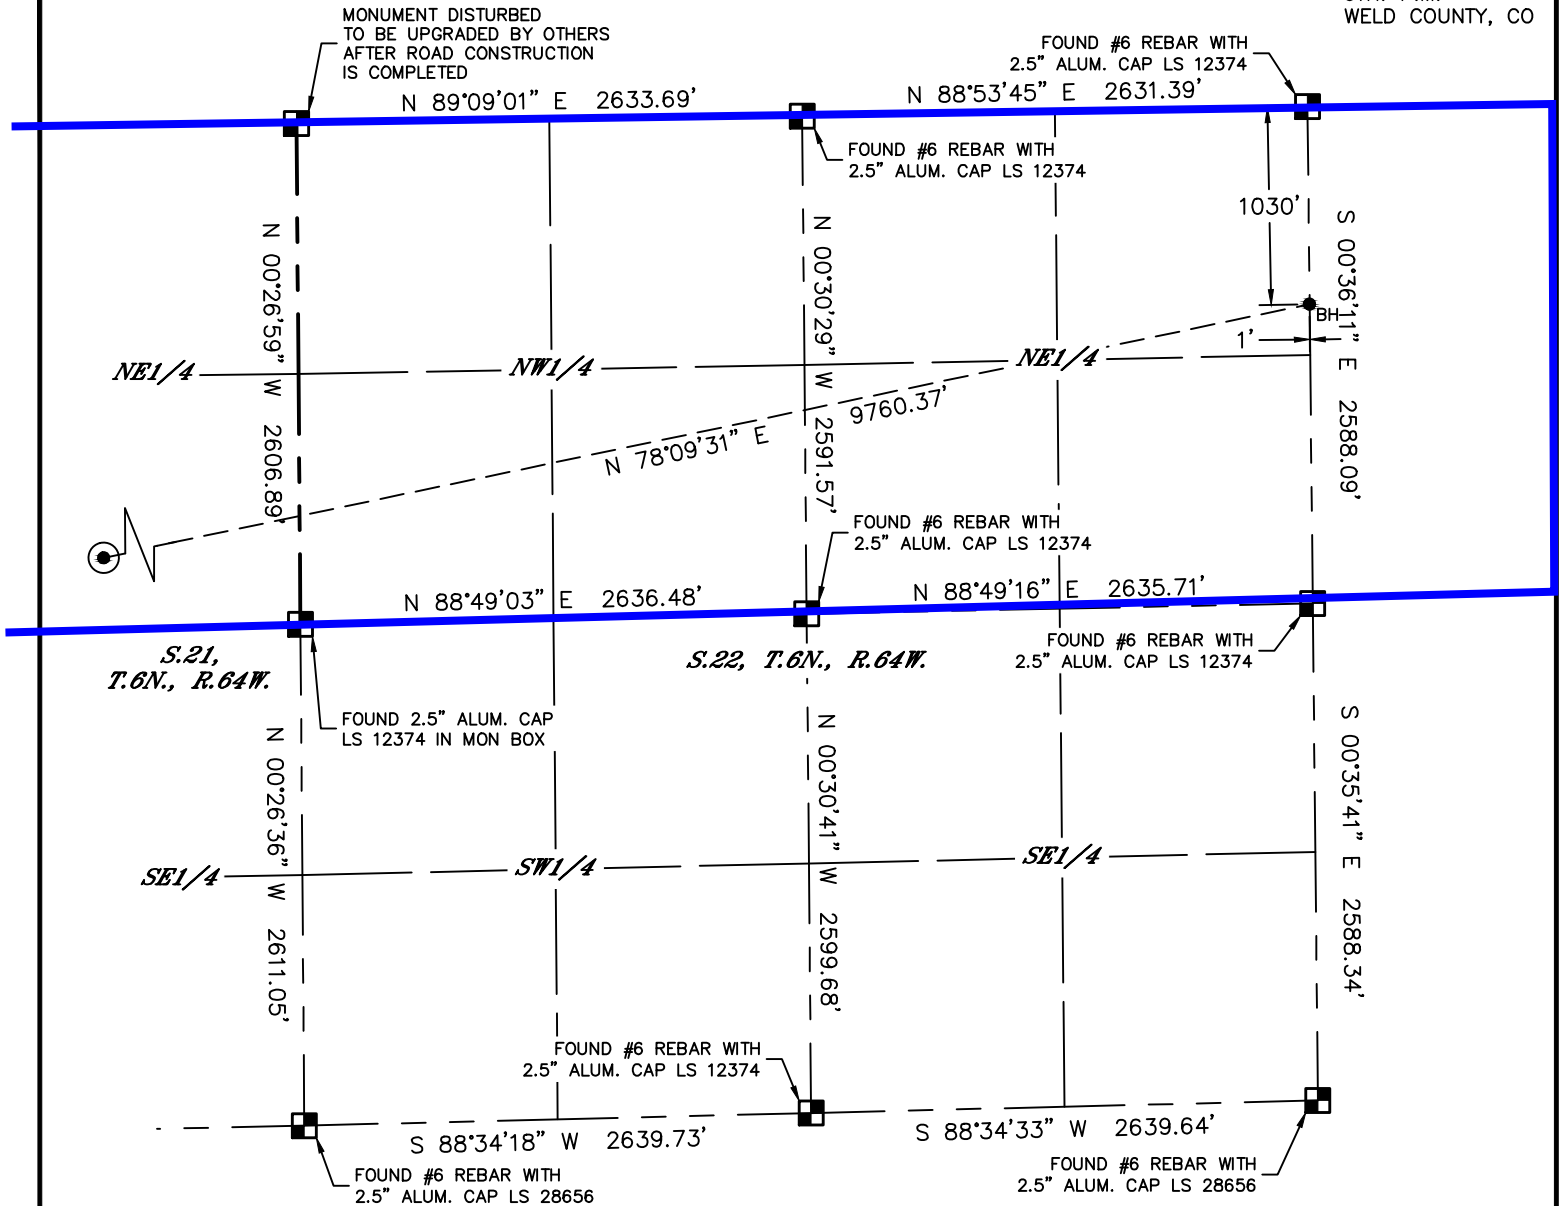 WELD COUNTY, CO
MONUMENT DISTURBED
TO BE UPGRADED BY OTHERS
AFTER ROAD CONSTRUCTION
IS COMPLETED
FOUND #6 REBAR WITH
2.5" ALUM. CAP LS 12374
N 89°09'01" E 2633.69'
N 88°53'45" E 2631.39'
FOUND #6 REBAR WITH
2.5" ALUM. CAP LS 12374
1030'
N 00°26'59" W 2606.89'
N 00°30'29" W 2591.57'
S 00°36'11" E 2588.09'
BH
1'
NE1/4
NW1/4
NE1/4
N 78°09'31" E 9760.37'
FOUND #6 REBAR WITH
2.5" ALUM. CAP LS 12374
N 88°49'03" E 2636.48'
N 88°49'16" E 2635.71'
S.21,
T.6N., R.64W.
S.22, T.6N., R.64W.
FOUND #6 REBAR WITH
2.5" ALUM. CAP LS 12374
FOUND 2.5" ALUM. CAP
LS 12374 IN MON BOX
N 00°26'36" W 2611.05'
N 00°30'41" W 2599.68'
S 00°35'41" E 2588.34'
SE1/4
SW1/4
SE1/4
FOUND #6 REBAR WITH
2.5" ALUM. CAP LS 12374
S 88°34'18" W 2639.73'
S 88°34'33" W 2639.64'
FOUND #6 REBAR WITH
2.5" ALUM. CAP LS 28656
FOUND #6 REBAR WITH
2.5" ALUM. CAP LS 28656